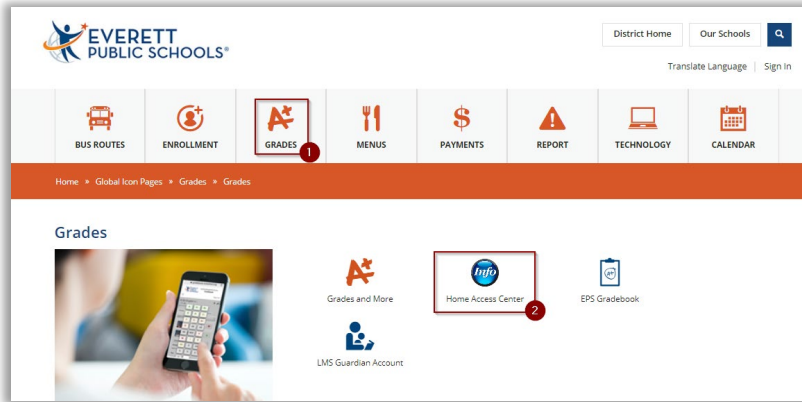 EVERETT
PUBLIC SCHOOLS®
District Home
Our Schools
Translate Language | Sign In
BUS ROUTES
ENROLLMENT
GRADES
MENUS
PAYMENTS
REPORT
TECHNOLOGY
CALENDAR
1
Home » Global Icon Pages » Grades » Grades
Grades
Info
Grades and More
Home Access Center
EPS Gradebook
2
LMS Guardian Account